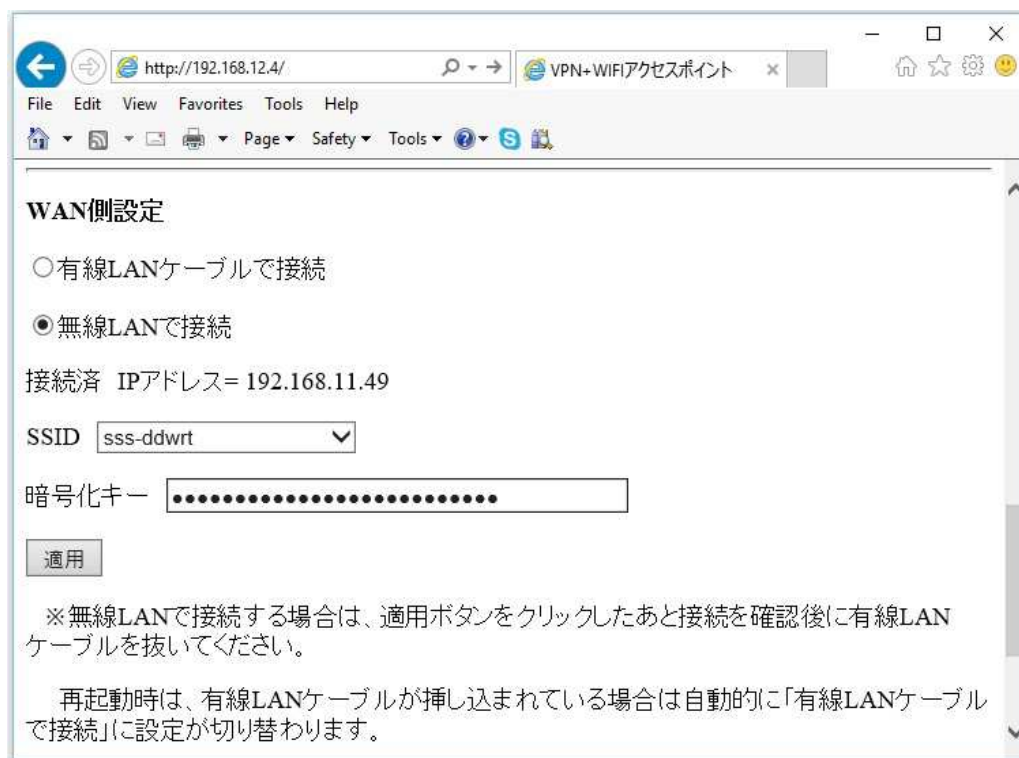 http://192.168.12.4/
VPN+WIFIアクセスポイント
File Edit View Favorites Tools Help
Page Safety Tools
WAN側設定
有線LANケーブルで接続
無線LANで接続
接続済 IPアドレス= 192.168.11.49
SSID sss-ddwrt
暗号化キー ••••••••••••••••••••••••••
適用
※無線LANで接続する場合は、適用ボタンをクリックしたあと接続を確認後に有線LAN
ケーブルを抜いてください。
再起動時は、有線LANケーブルが挿し込まれている場合は自動的に「有線LANケーブル
で接続」に設定が切り替わります。